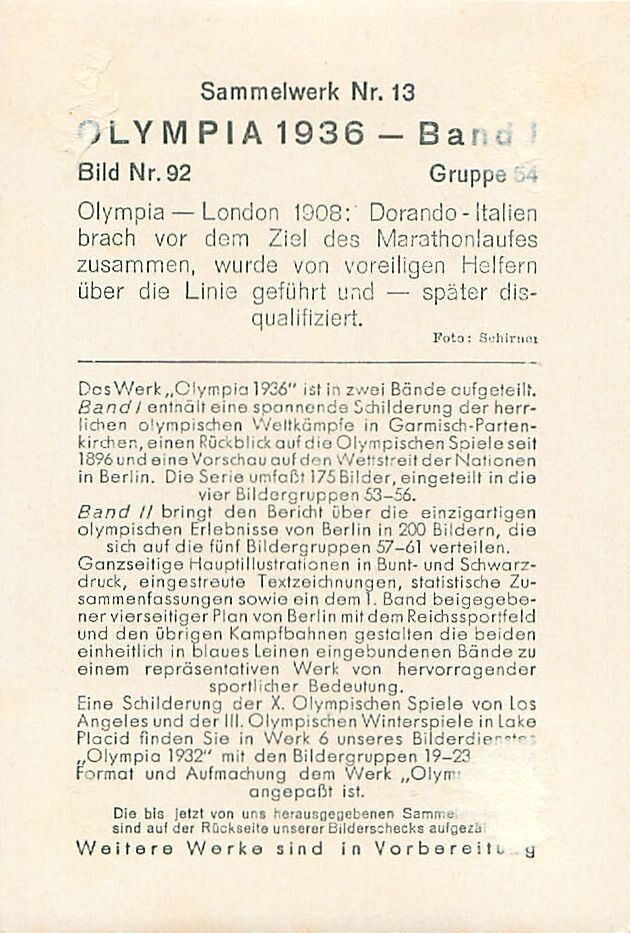 Sammelwerk Nr. 13
OLYMPIA 1936 — Band I
Bild Nr. 92 Gruppe 54
Olympia — London 1908: Dorando-Italien
brach vor dem Ziel des Marathonlaufes
zusammen, wurde von voreiligen Helfern
über die Linie geführt und — später dis-
qualifiziert.
Foto: Schirner
Das Werk „Olympia 1936" ist in zwei Bände aufgeteilt.
Band I enthält eine spannende Schilderung der herr-
lichen olympischen Wettkämpfe in Garmisch-Parten-
kirchen, einen Rückblick auf die Olympischen Spiele seit
1896 und eine Vorschau auf den Wettstreit der Nationen
in Berlin. Die Serie umfaßt 175 Bilder, eingeteilt in die
vier Bildergruppen 53–56.
Band II bringt den Bericht über die einzigartigen
olympischen Erlebnisse von Berlin in 200 Bildern, die
sich auf die fünf Bildergruppen 57–61 verteilen.
Ganzseitige Hauptillustrationen in Bunt- und Schwarz-
druck, eingestreute Textzeichnungen, statistische Zu-
sammenfassungen sowie ein dem I. Band beigegebe-
ner vierseitiger Plan von Berlin mit dem Reichssportfeld
und den übrigen Kampfbahnen gestalten die beiden
einheitlich in blaues Leinen eingebundenen Bände zu
einem repräsentativen Werk von hervorragender
sportlicher Bedeutung.
Eine Schilderung der X. Olympischen Spiele von Los
Angeles und der III. Olympischen Winterspiele in Lake
Placid finden Sie in Werk 6 unseres Bilderdienstes
„Olympia 1932" mit den Bildergruppen 19–23
Format und Aufmachung dem Werk „Olym
angepaßt ist.
Die bis jetzt von uns herausgegebenen Samme
sind auf der Rückseite unserer Bilderschecks aufgezä
Weitere Werke sind in Vorbereitung